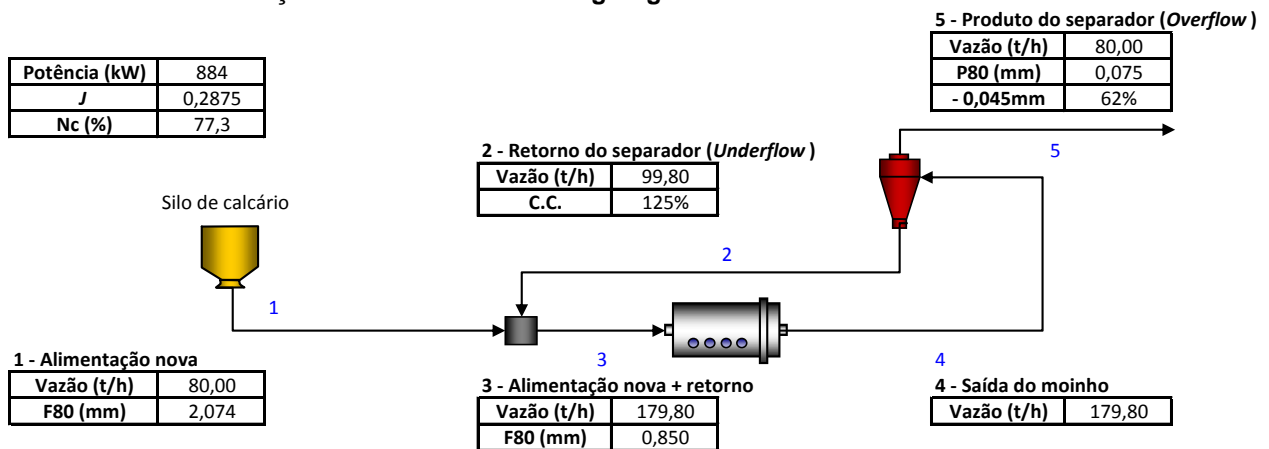 5 - Produto do separador (Overflow)
Vazão (t/h) 80,00
P80 (mm) 0,075
- 0,045mm 62%
Potência (kW) 884
J 0,2875
Nc (%) 77,3
2 - Retorno do separador (Underflow)
Vazão (t/h) 99,80
C.C. 125%
5
Silo de calcário
2
1
3
4
1 - Alimentação nova
Vazão (t/h) 80,00
F80 (mm) 2,074
3 - Alimentação nova + retorno
Vazão (t/h) 179,80
F80 (mm) 0,850
4 - Saída do moinho
Vazão (t/h) 179,80